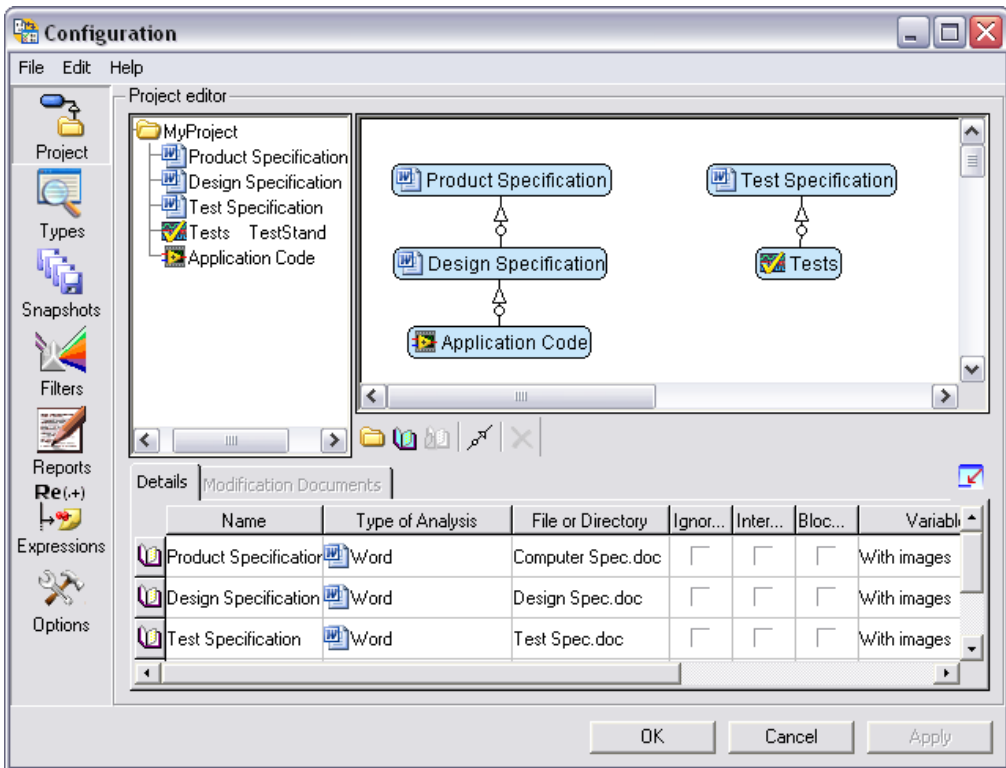 Configuration
File Edit Help
Project
Types
Snapshots
Filters
Reports
Re(.+)
Expressions
Options
Project editor
MyProject
Product Specification
Design Specification
Test Specification
Tests TestStand
Application Code
Product Specification
Test Specification
Design Specification
Tests
Application Code
Details Modification Documents
Name Type of Analysis File or Directory Ignor... Inter... Bloc... Variabl
Product Specification Word Computer Spec.doc With images
Design Specification Word Design Spec.doc With images
Test Specification Word Test Spec.doc With images
OK Cancel Apply